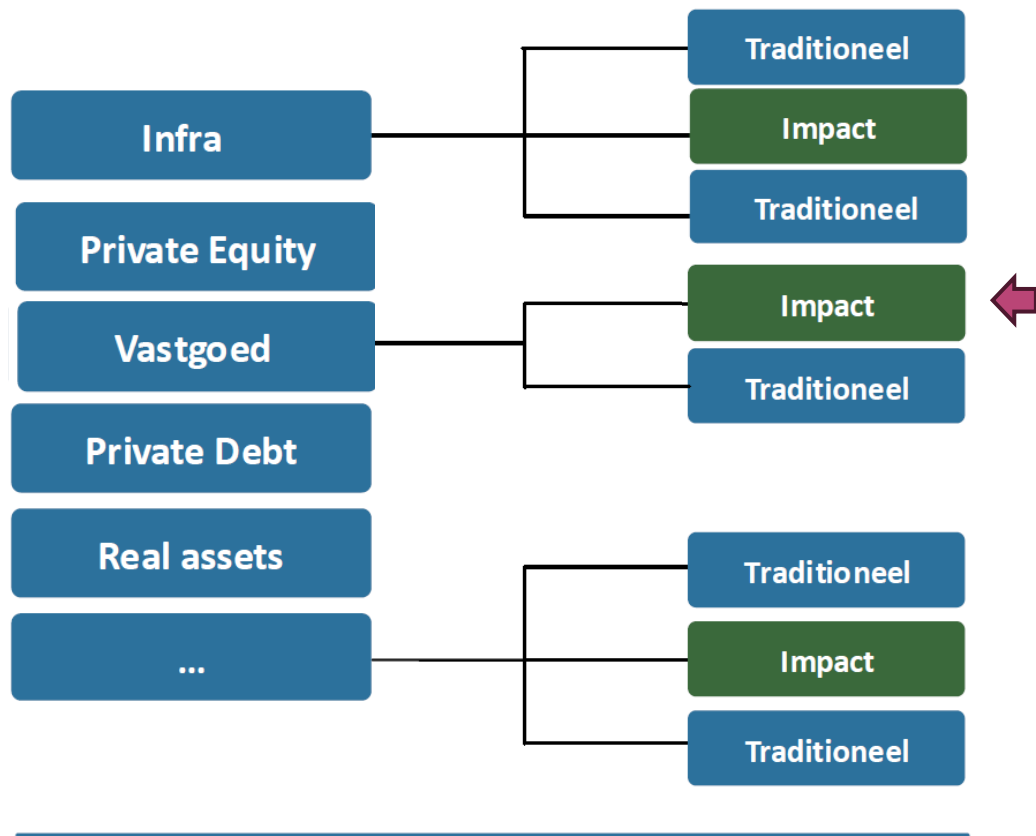 Infra
Private Equity
Vastgoed
Private Debt
Real assets
...
Traditioneel
Impact
Traditioneel
Impact
Traditioneel
Traditioneel
Impact
Traditioneel